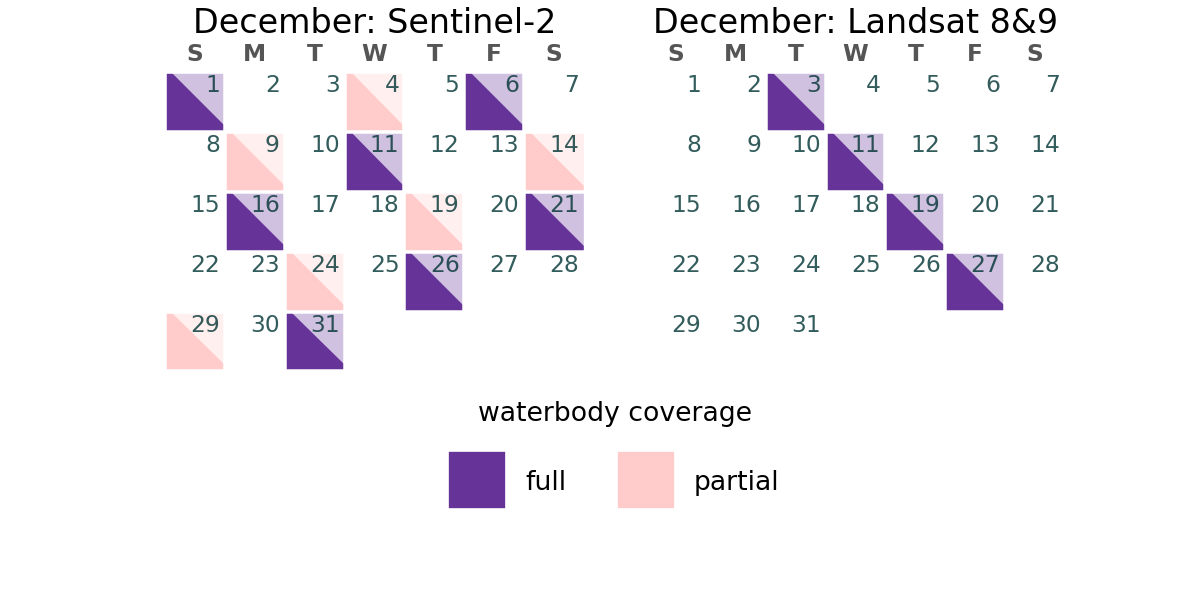 December: Sentinel-2
S M T W T F S
1 2 3 4 5 6 7
8 9 10 11 12 13 14
15 16 17 18 19 20 21
22 23 24 25 26 27 28
29 30 31
December: Landsat 8&9
S M T W T F S
1 2 3 4 5 6 7
8 9 10 11 12 13 14
15 16 17 18 19 20 21
22 23 24 25 26 27 28
29 30 31
waterbody coverage
full partial